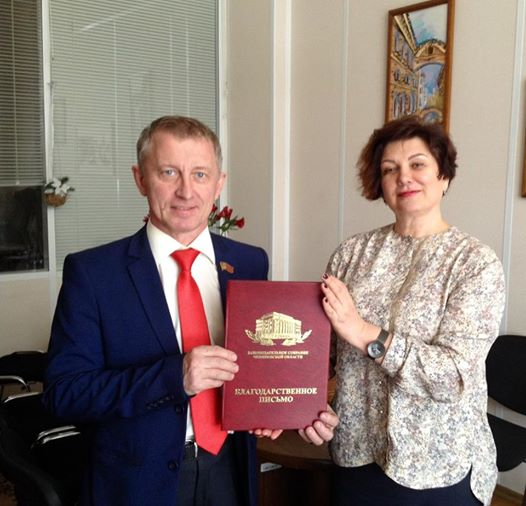 ЗАКОНОДАТЕЛЬНОЕ СОБРАНИЕ
ЧЕЛЯБИНСКОЙ ОБЛАСТИ
БЛАГОДАРСТВЕННОЕ
ПИСЬМО